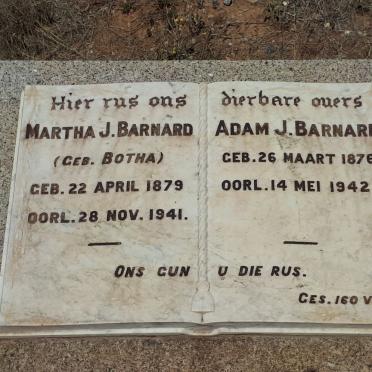 Hier rus ons dierbare ouers
MARTHA J. BARNARD
(GEB. BOTHA)
GEB. 22 APRIL 1879
OORL. 28 NOV. 1941.
ADAM J. BARNARD
GEB. 26 MAART 1876
OORL. 14 MEI 1942
ONS GUN U DIE RUS.
GES. 160 V